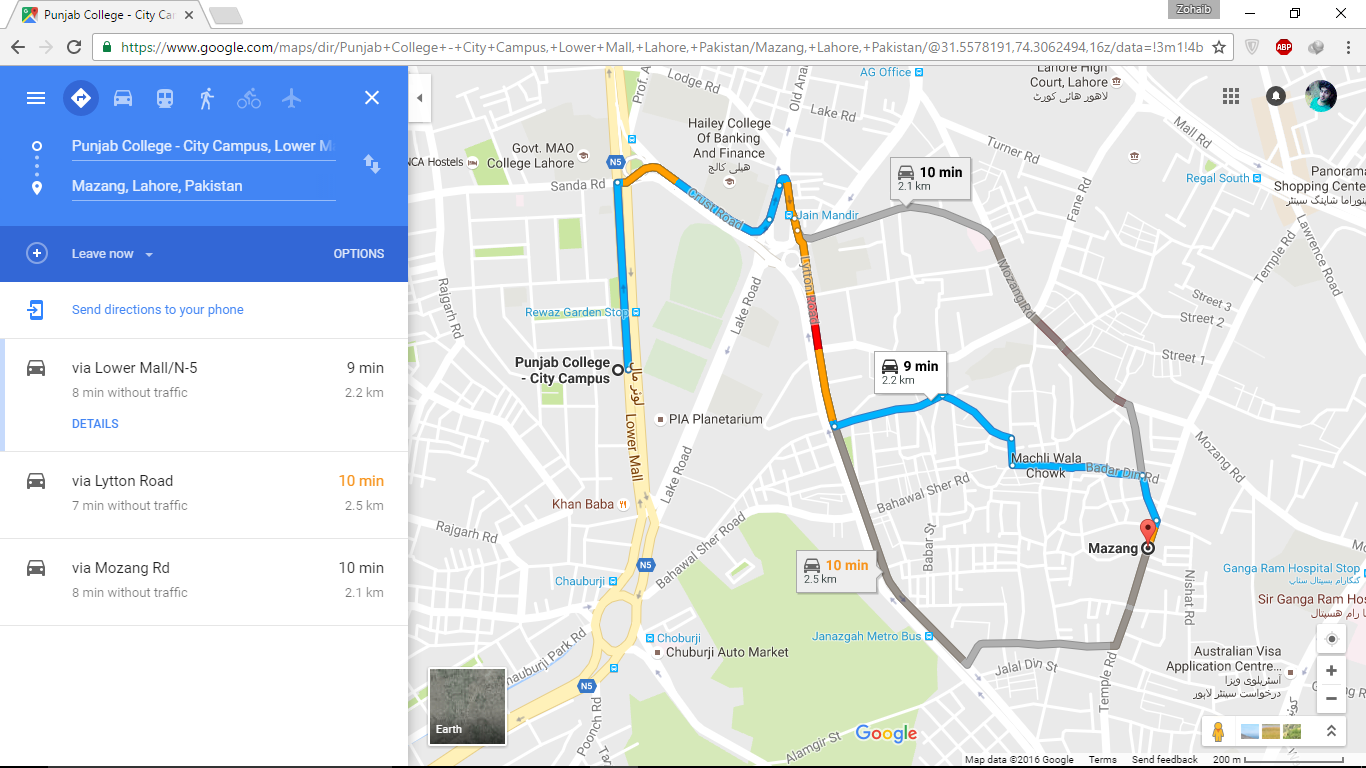 Punjab College - City Car
Zohaib
https://www.google.com/maps/dir/Punjab+College+-+City+Campus,+Lower+Mall,+Lahore,+Pakistan/Mazang,+Lahore,+Pakistan/@31.5578191,74.3062494,16z/data=!3m1!4b
ABP
Punjab College - City Campus, Lower M
Mazang, Lahore, Pakistan
Leave now
OPTIONS
Send directions to your phone
via Lower Mall/N-5 9 min
8 min without traffic 2.2 km
DETAILS
via Lytton Road 10 min
7 min without traffic 2.5 km
via Mozang Rd 10 min
8 min without traffic 2.1 km
Lodge Rd
Prof. A
AG Office
Old Ana
Lahore High
Court, Lahore
لاہور ھائی کورٹ
Lake Rd
Mall Rd
Hailey College
Of Banking
And Finance
ھیلی کالج
Govt. MAO
College Lahore
NCA Hostels
N5
Turner Rd
Sanda Rd
10 min
2.1 km
Regal South
Panorama
Shopping Center
پنوراما شاپنگ سینٹر
Fane Rd
Court Road
Jain Mandir
Lawrence Road
Temple Rd
Lytton Road
Mozang Rd
Rajgarh Rd
Lake Road
Street 3
Street 2
Rewaz Garden Stop
Street 1
Punjab College
- City Campus
لوئر مال
9 min
2.2 km
PIA Planetarium
Lower Mall
Mozang Rd
Machli Wala
Chowk
Badar Din Rd
Lake Road
Khan Baba
Bahawal Sher Rd
Rajgarh Rd
Bahawal Sher Road
Babar St
Mazang
10 min
2.5 km
N5
Chauburji
Nishat Rd
Ganga Ram Hospital Stop
گنگارام ہسپتال سٹاپ
Sir Ganga Ram Hos
Choburji
Chuburji Auto Market
Janazgah Metro Bus
Chauburji Park Rd
Jalal Din St
Temple Rd
Australian Visa
Application Centre...
آسٹریلوی ویزا
درخواست سینٹر لاہور
N5
Poonch Rd
Earth
Alamgir St
Google
Map data ©2016 Google Terms Send feedback 200 m